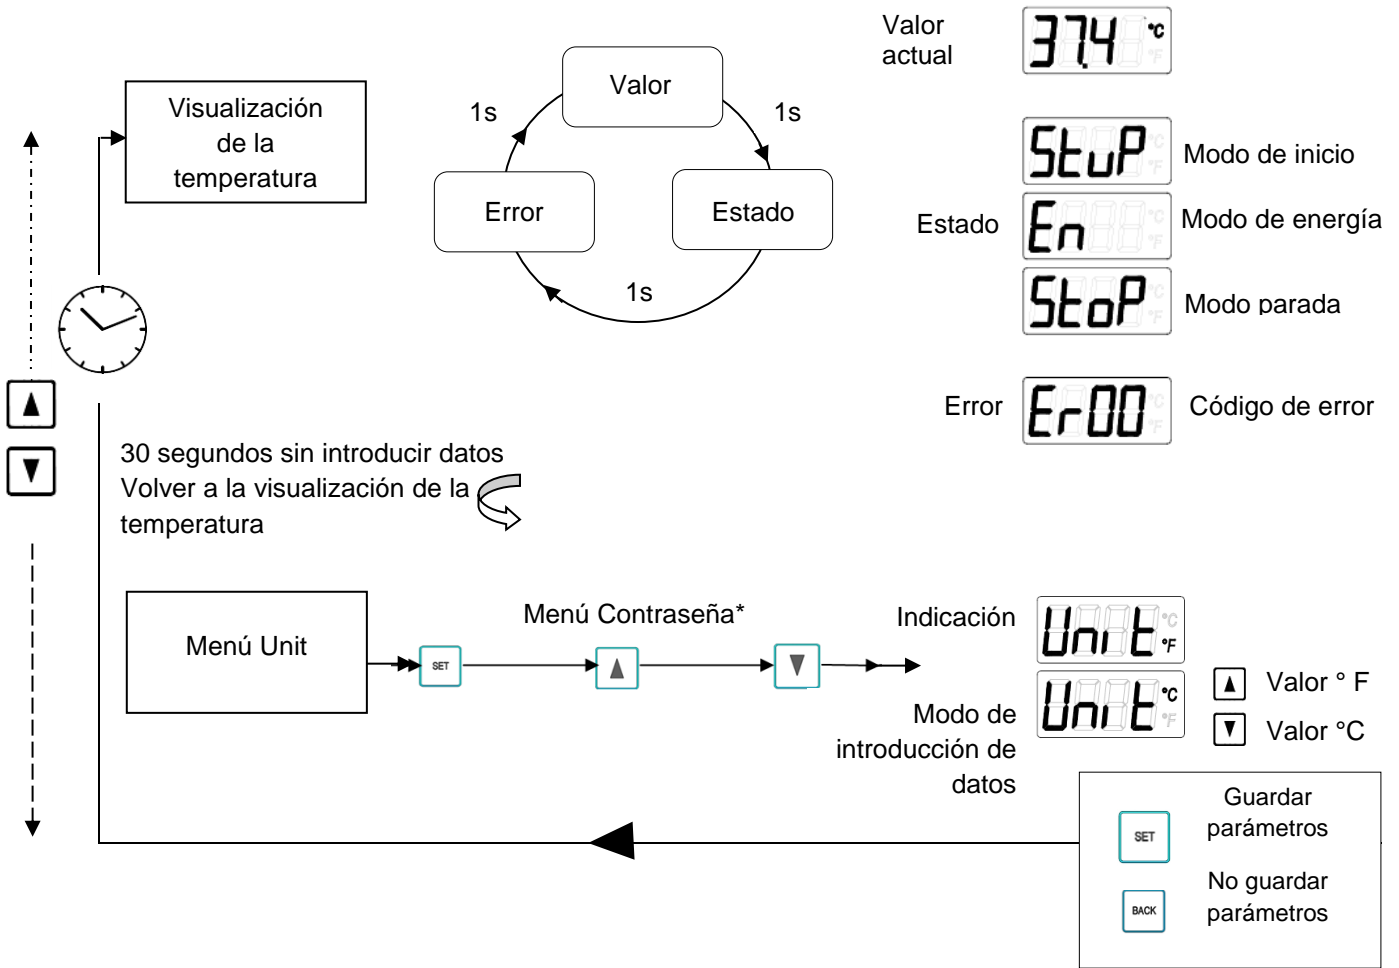 Valor
actual
37.4 °C
°F
Visualización
de la
temperatura
Valor
1s
1s
Error
Estado
1s
Estado
StuP °C
°F
Modo de inicio
En °C
°F
Modo de energía
StoP °C
°F
Modo parada
Error
Er00 °C
°F
Código de error
30 segundos sin introducir datos
Volver a la visualización de la
temperatura
Menú Unit
SET
Menú Contraseña*
Indicación
Unit °C
°F
Modo de
introducción de
datos
Unit °C
°F
Valor ° F
Valor °C
SET
Guardar
parámetros
BACK
No guardar
parámetros